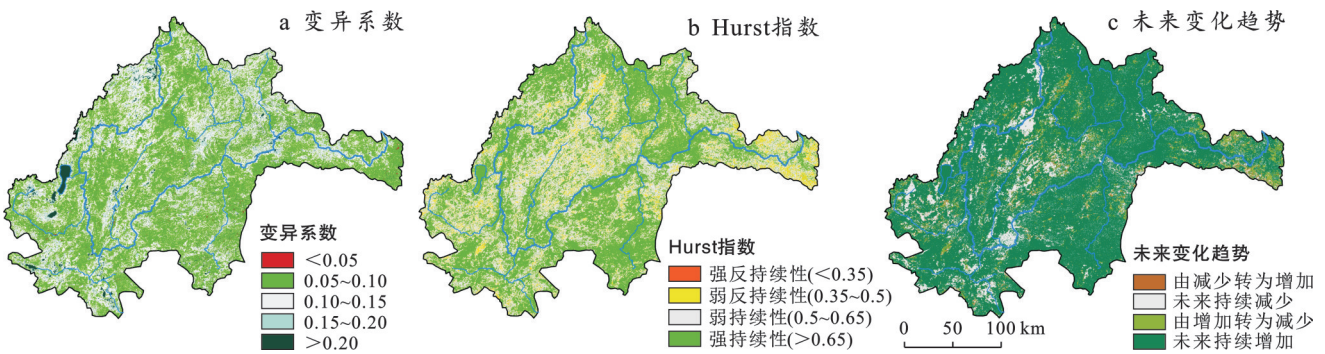 a 变异系数
变异系数
<0.05
0.05~0.10
0.10~0.15
0.15~0.20
>0.20
b Hurst指数
Hurst指数
强反持续性(<0.35)
弱反持续性(0.35~0.5)
弱持续性(0.5~0.65)
强持续性(>0.65)
c 未来变化趋势
未来变化趋势
由减少转为增加
未来持续减少
由增加转为减少
未来持续增加
0 50 100 km